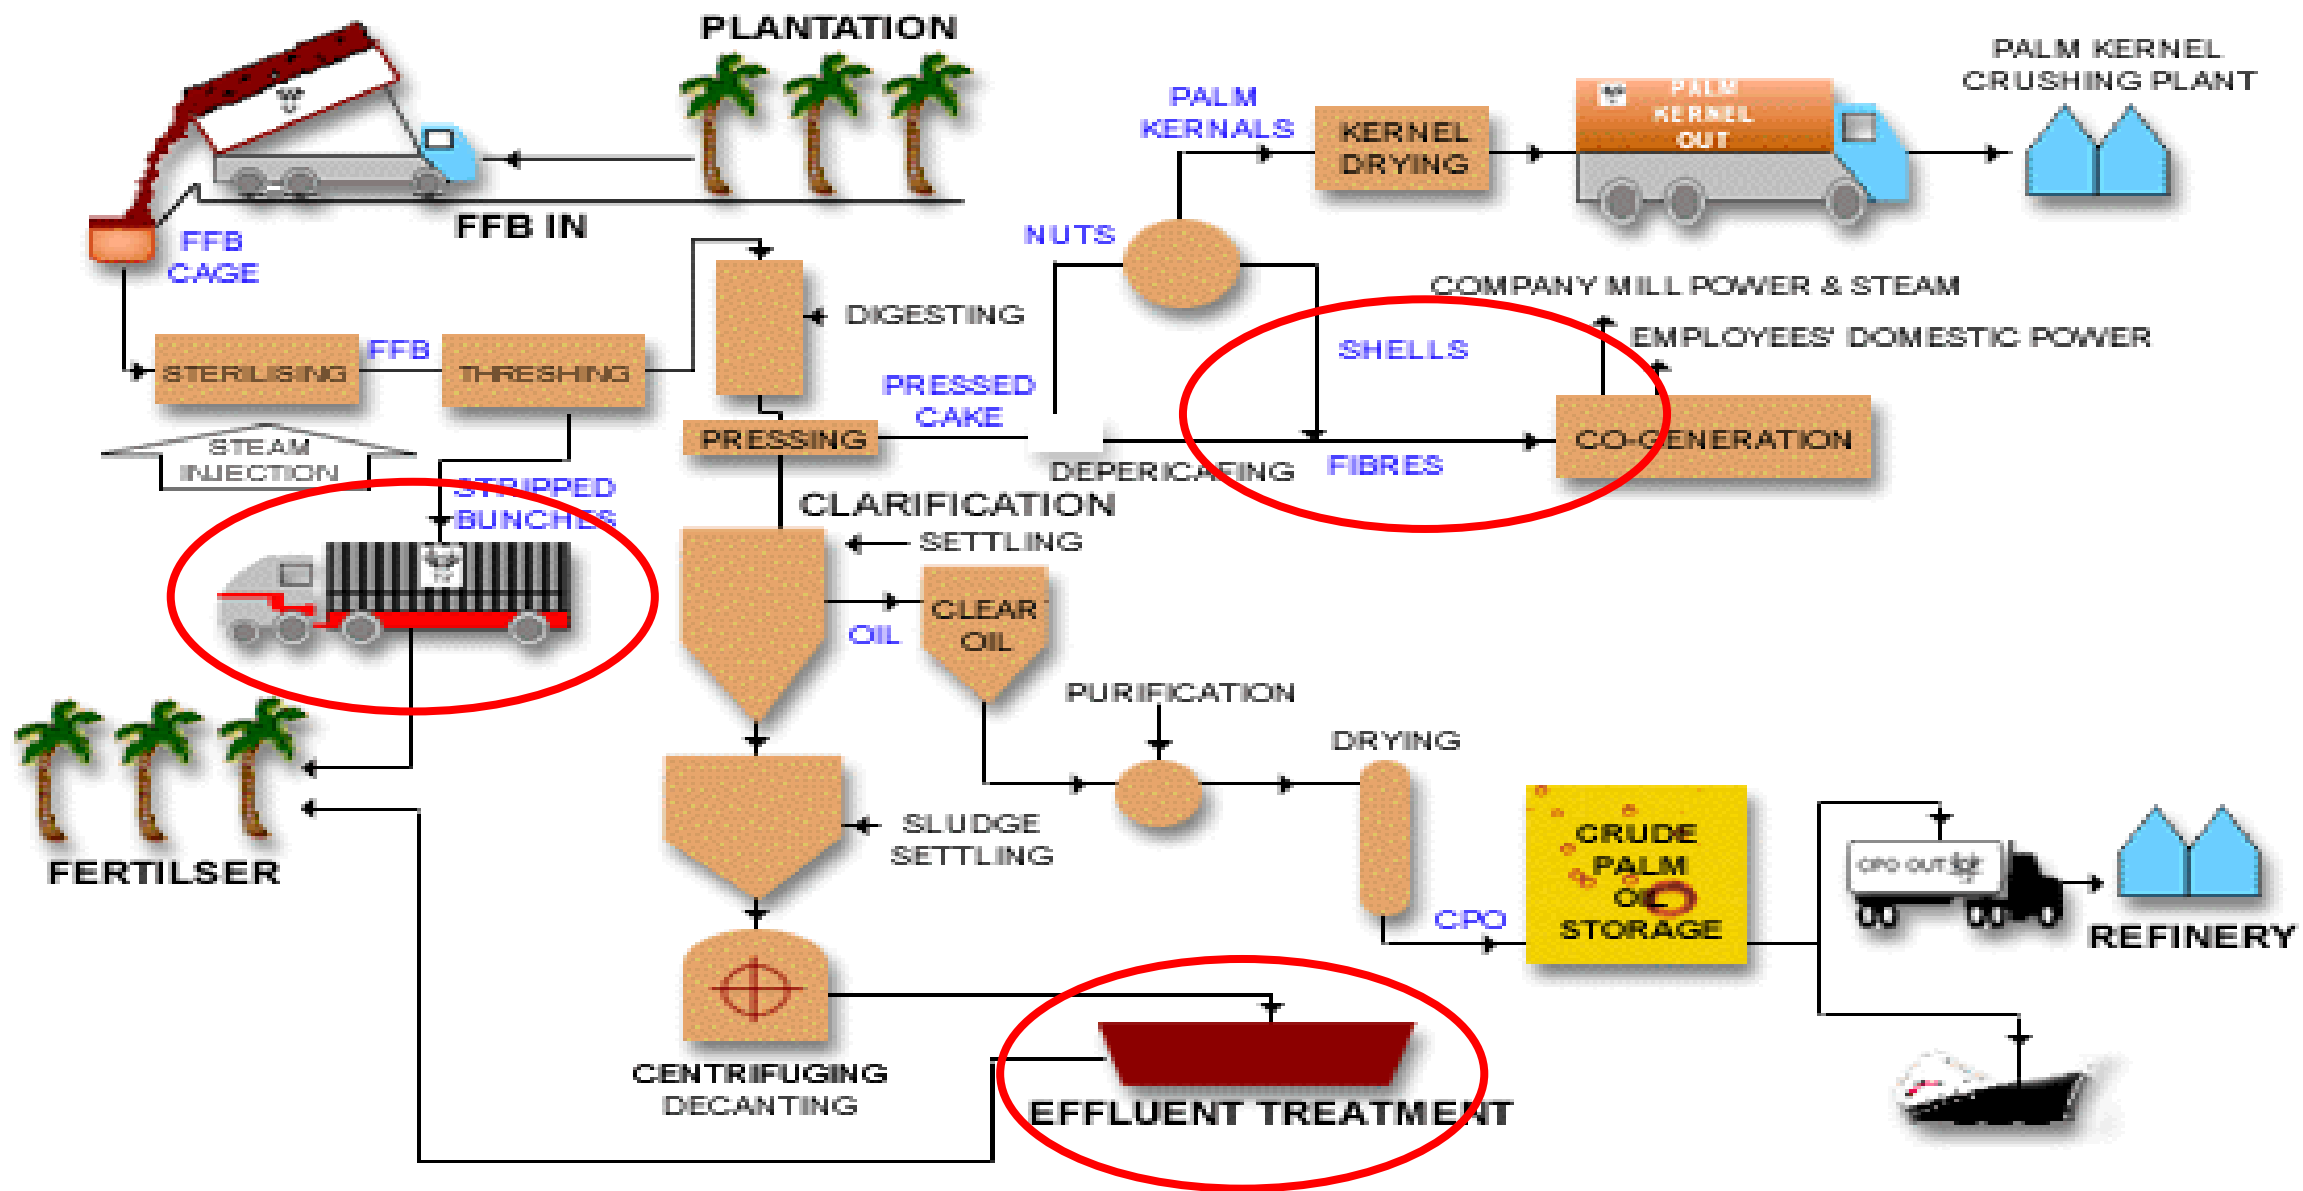 PLANTATION
PALM KERNEL
CRUSHING PLANT
PALM
KERNALS
KERNEL
DRYING
PALM
KERNEL
OUT
FFB IN
FFB
CAGE
NUTS
COMPANY MILL POWER & STEAM
EMPLOYEES' DOMESTIC POWER
DIGESTING
SHELLS
STERILISING
FFB
THRESHING
PRESSED
CAKE
PRESSING
CO-GENERATION
FIBRES
STEAM
INJECTION
STRIPPED
BUNCHES
CLARIFICATION
SETTLING
CLEAR
OIL
OIL
PURIFICATION
DRYING
SLUDGE
SETTLING
FERTILSER
CRUDE
PALM
OIL
STORAGE
CPO
CPO OUT
REFINERY
CENTRIFUGING
DECANTING
EFFLUENT TREATMENT